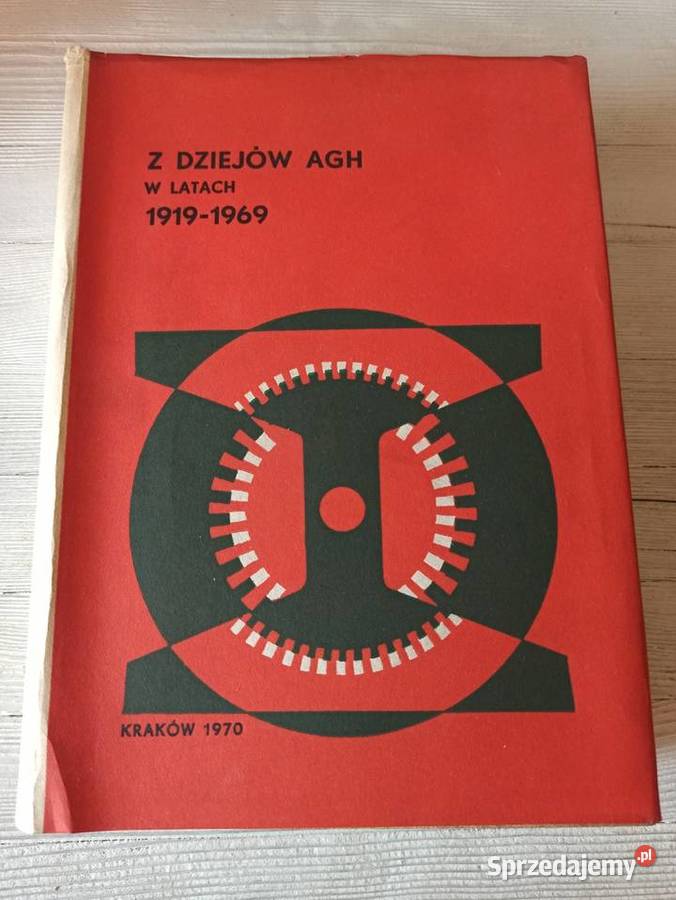 Z DZIEJÓW AGH
W LATACH
1919-1969
KRAKÓW 1970
Sprzedajemy.pl